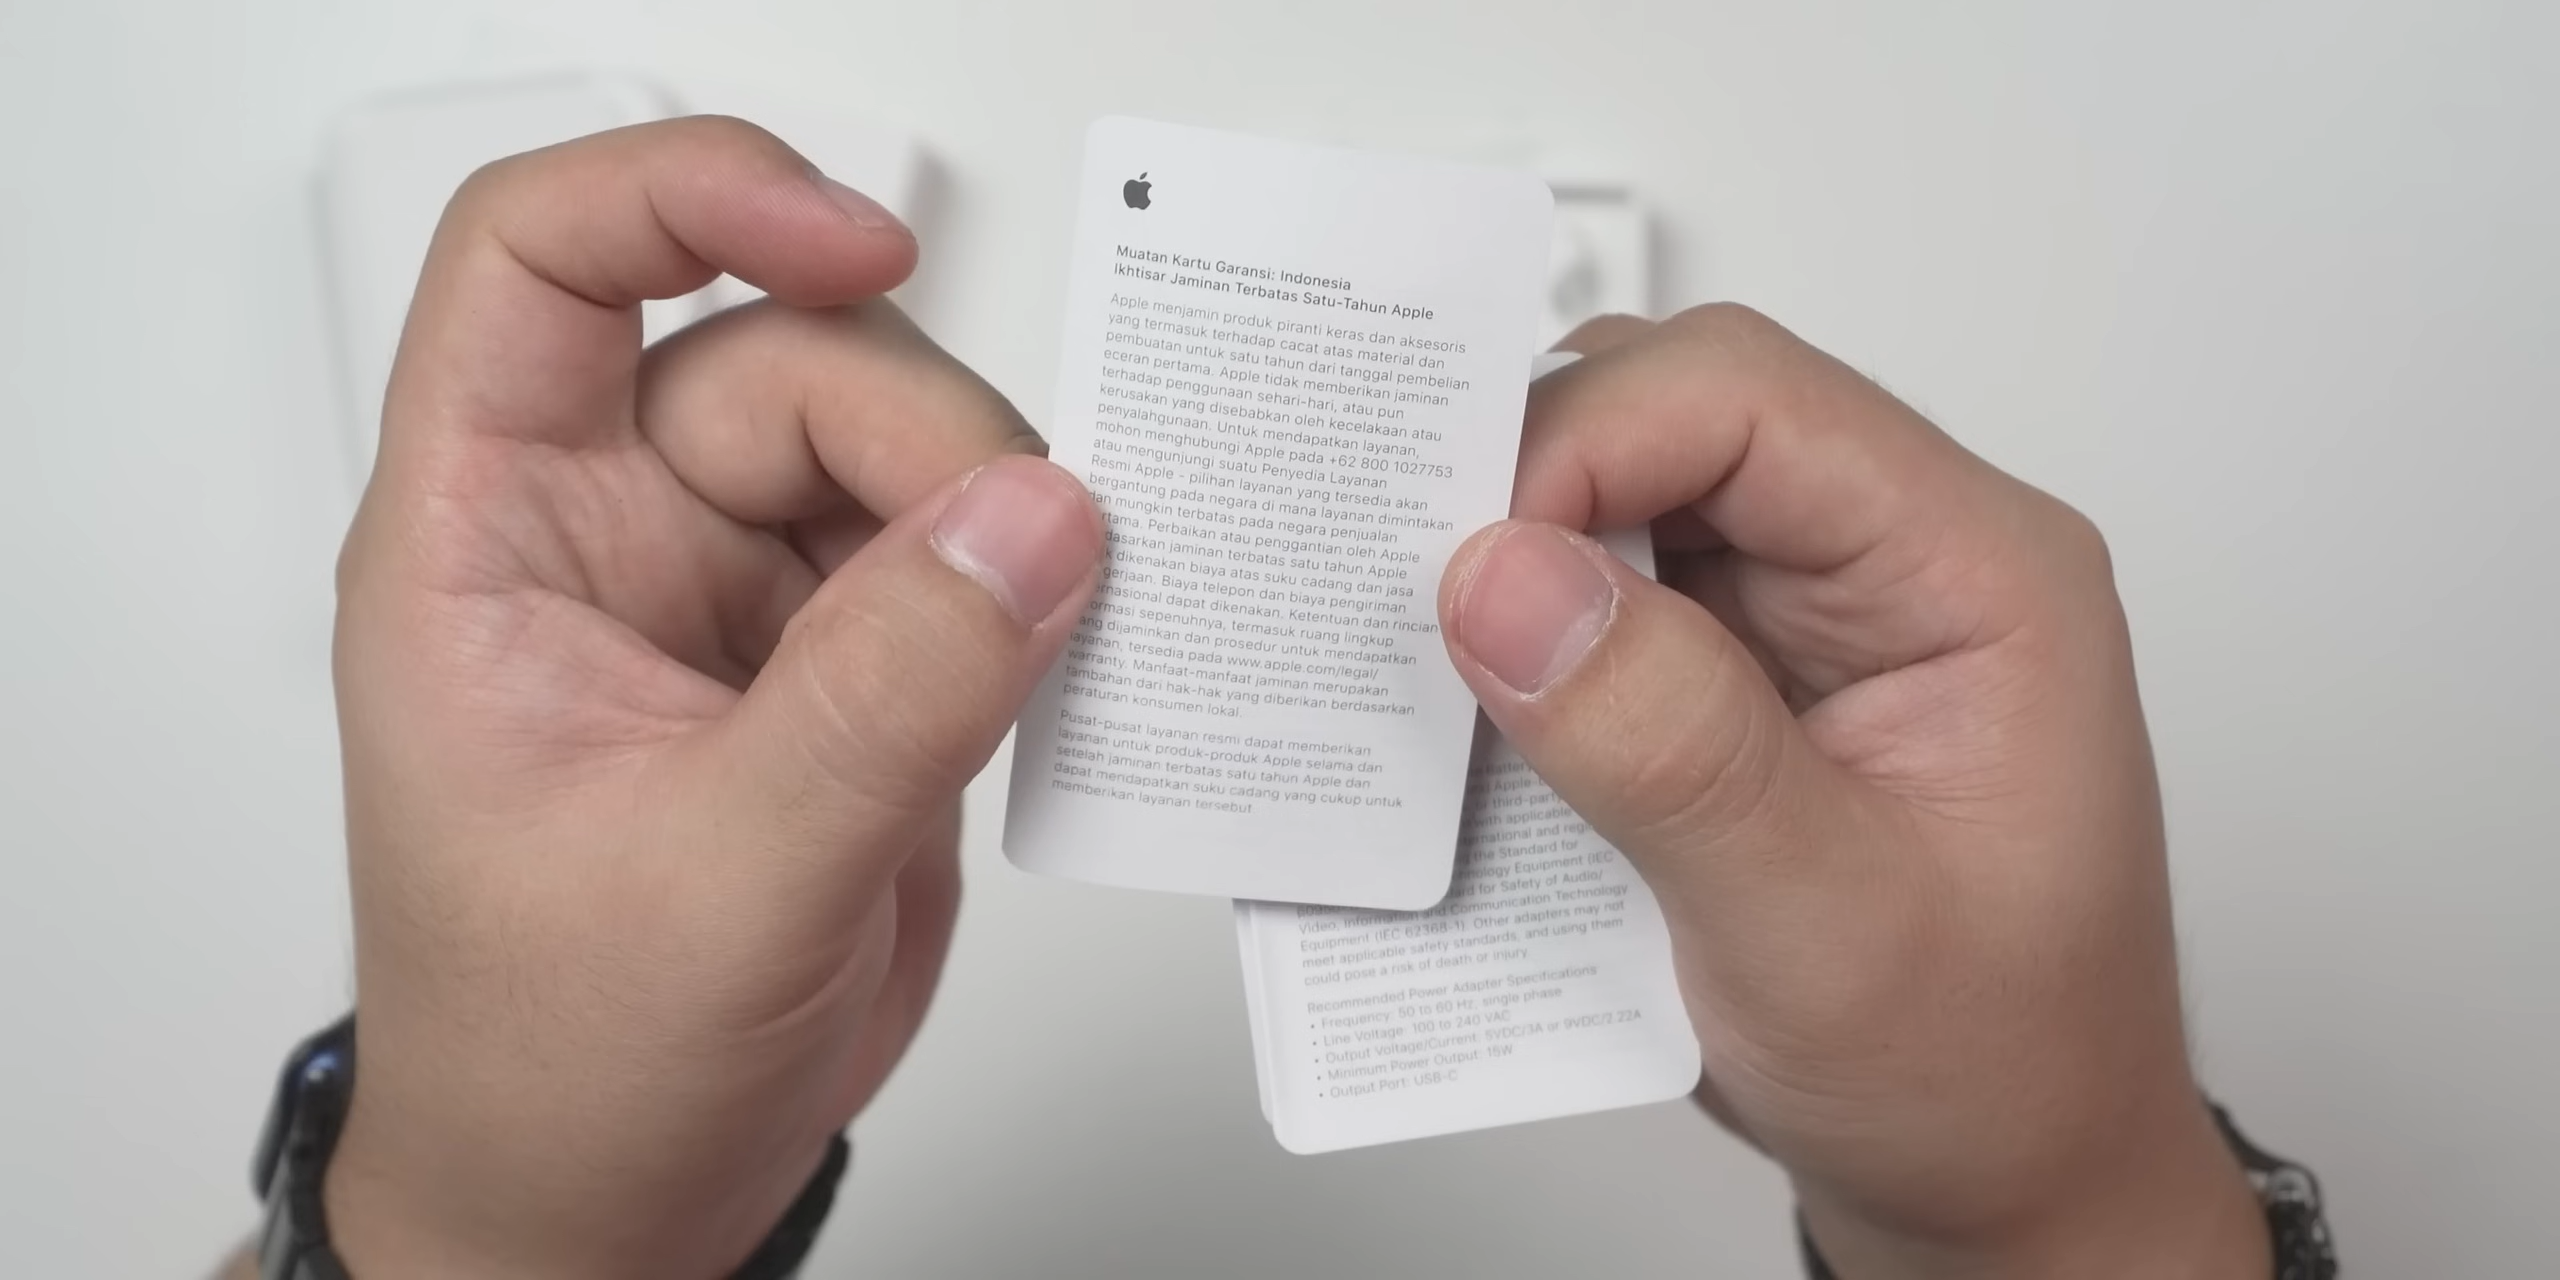 Muatan Kartu Garansi: Indonesia
Ikhtisar Jaminan Terbatas Satu-Tahun Apple
Apple menjamin produk piranti keras dan aksesoris
yang termasuk terhadap cacat atas material dan
pembuatan untuk satu tahun dari tanggal pembelian
eceran pertama. Apple tidak memberikan jaminan
terhadap penggunaan sehari-hari, atau pun
kerusakan yang disebabkan oleh kecelakaan atau
penyalahgunaan. Untuk mendapatkan layanan,
mohon menghubungi Apple pada +62 800 1027753
atau mengunjungi suatu Penyedia Layanan
Resmi Apple - pilihan layanan yang tersedia akan
bergantung pada negara di mana layanan dimintakan
dan mungkin terbatas pada negara penjualan
rtama. Perbaikan atau penggantian oleh Apple
dasarkan jaminan terbatas satu tahun Apple
k dikenakan biaya atas suku cadang dan jasa
gerjaan. Biaya telepon dan biaya pengiriman
ernasional dapat dikenakan. Ketentuan dan rincian
ormasi sepenuhnya, termasuk ruang lingkup
ang dijaminkan dan prosedur untuk mendapatkan
layanan, tersedia pada www.apple.com/legal/
warranty. Manfaat-manfaat jaminan merupakan
tambahan dari hak-hak yang diberikan berdasarkan
peraturan konsumen lokal.
Pusat-pusat layanan resmi dapat memberikan
layanan untuk produk-produk Apple selama dan
setelah jaminan terbatas satu tahun Apple dan
dapat mendapatkan suku cadang yang cukup untuk
memberikan layanan tersebut
battery
Apple-
third-party
with applicable
ernational and regi
the Standard for
hnology Equipment (IEC
ard for Safety of Audio/
Video, Information and Communication Technology
Equipment (IEC 62368-1). Other adapters may not
meet applicable safety standards, and using them
could pose a risk of death or injury.
Recommended Power Adapter Specifications
• Frequency: 50 to 60 Hz, single phase
• Line Voltage: 100 to 240 VAC
• Output Voltage/Current: 5VDC/3A or 9VDC/2.22A
• Minimum Power Output: 15W
• Output Port: USB-C